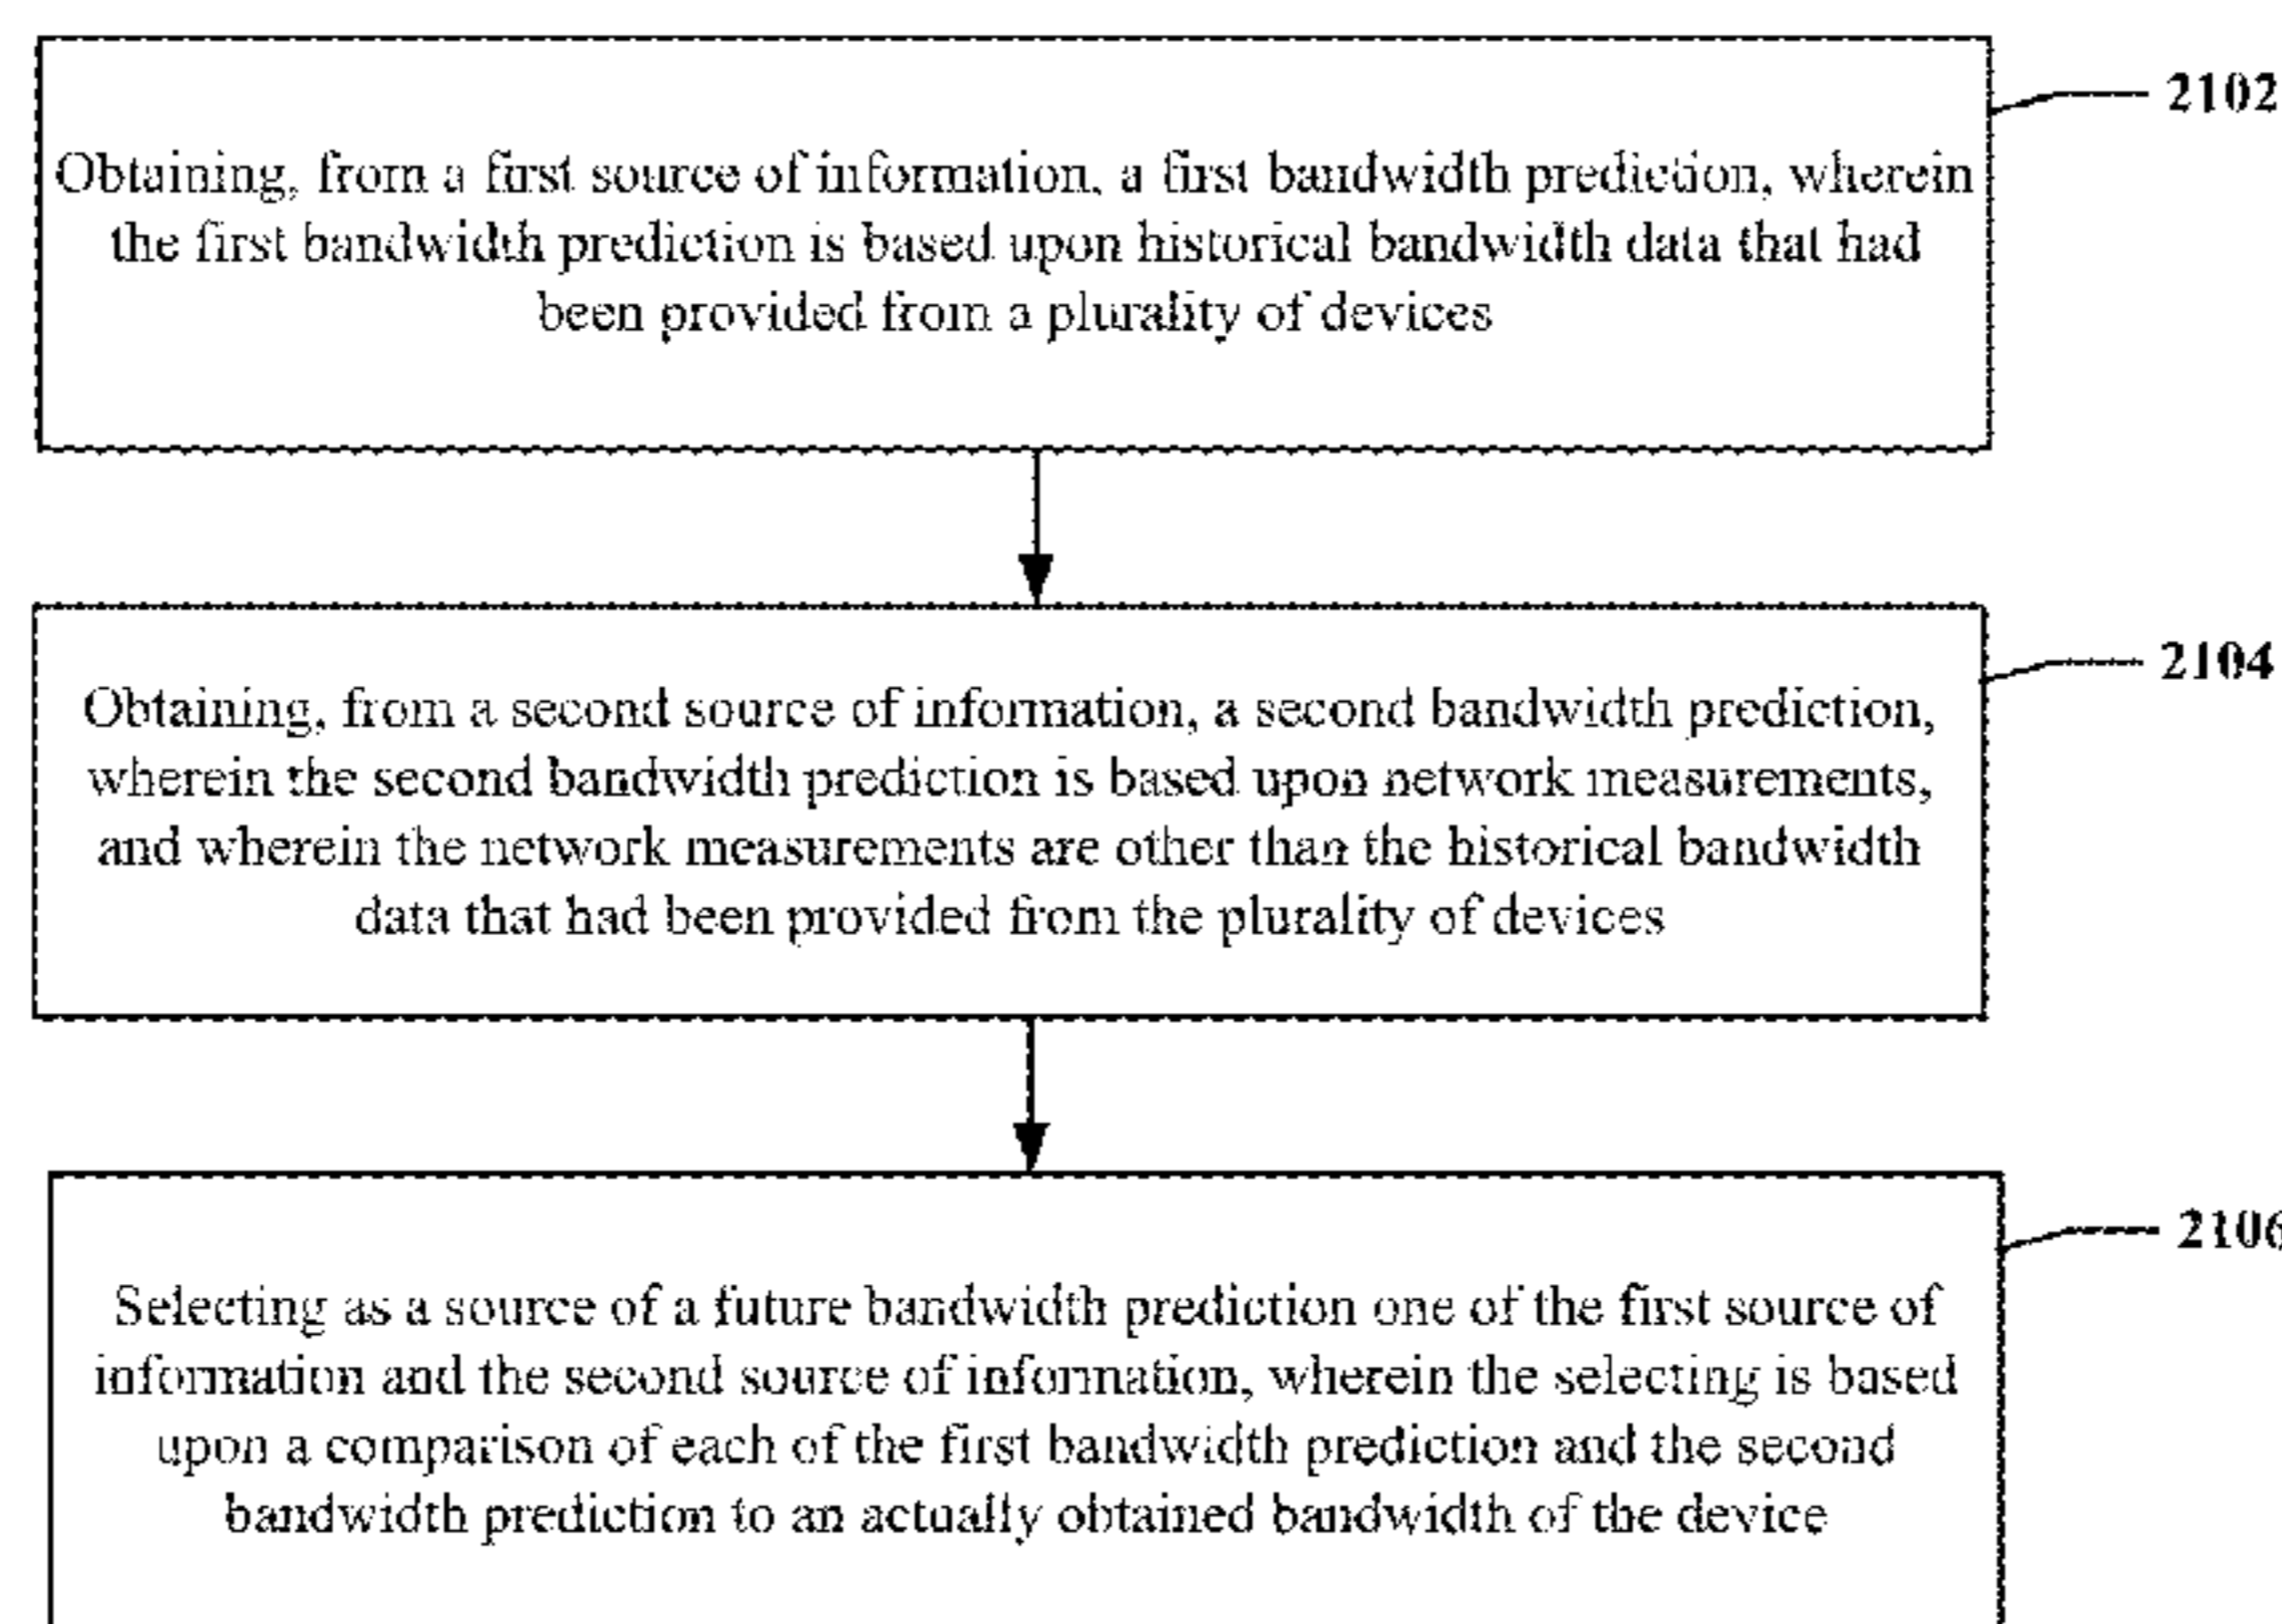 2102
Obtaining, from a first source of information, a first bandwidth prediction, wherein
the first bandwidth prediction is based upon historical bandwidth data that had
been provided from a plurality of devices
2104
Obtaining, from a second source of information, a second bandwidth prediction,
wherein the second bandwidth prediction is based upon network measurements,
and wherein the network measurements are other than the historical bandwidth
data that had been provided from the plurality of devices
2106
Selecting as a source of a future bandwidth prediction one of the first source of
information and the second source of information, wherein the selecting is based
upon a comparison of each of the first bandwidth prediction and the second
bandwidth prediction to an actually obtained bandwidth of the device